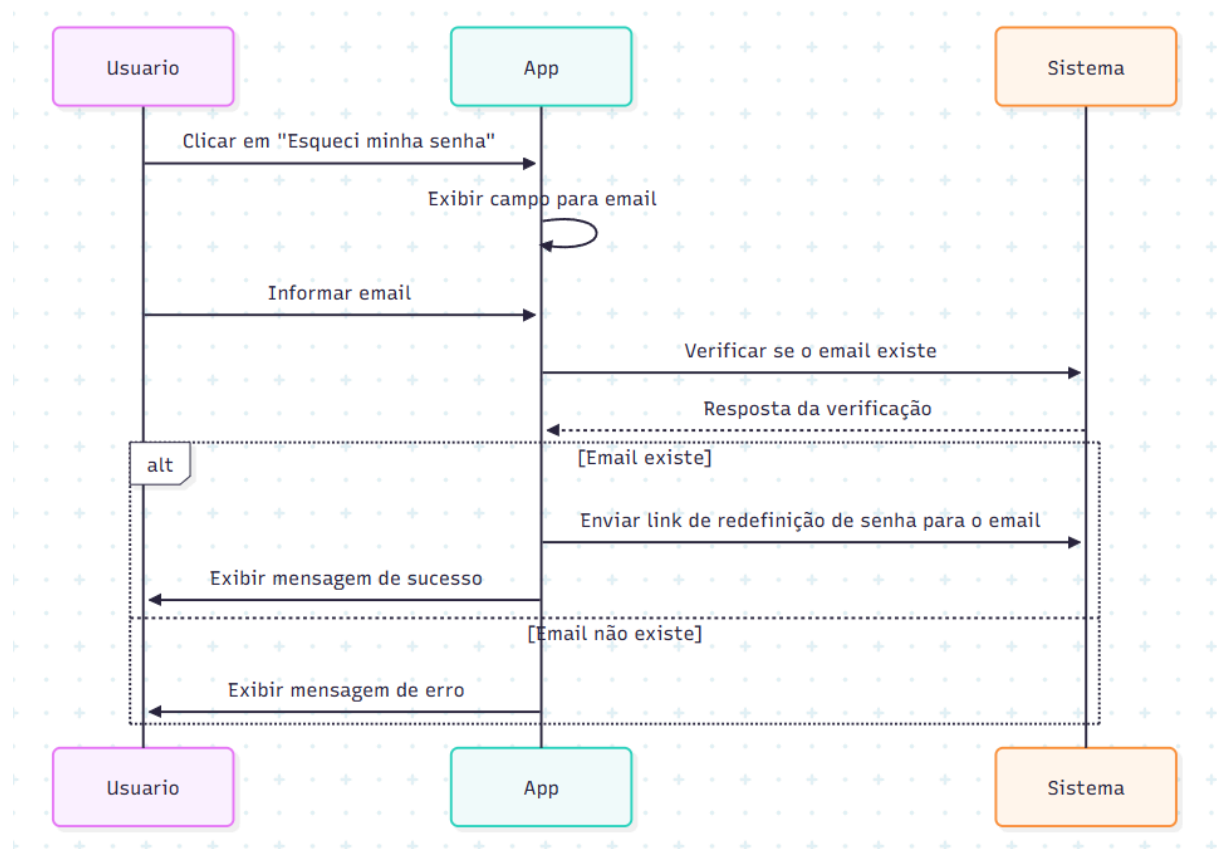 Usuario
App
Sistema
Clicar em "Esqueci minha senha"
Exibir campo para email
Informar email
Verificar se o email existe
Resposta da verificação
alt
[Email existe]
Enviar link de redefinição de senha para o email
Exibir mensagem de sucesso
[Email não existe]
Exibir mensagem de erro
Usuario
App
Sistema